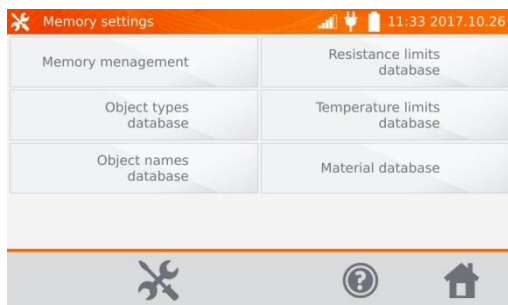 Memory settings
11:33 2017.10.26
Memory menagement
Resistance limits
database
Object types
database
Temperature limits
database
Object names
database
Material database
?